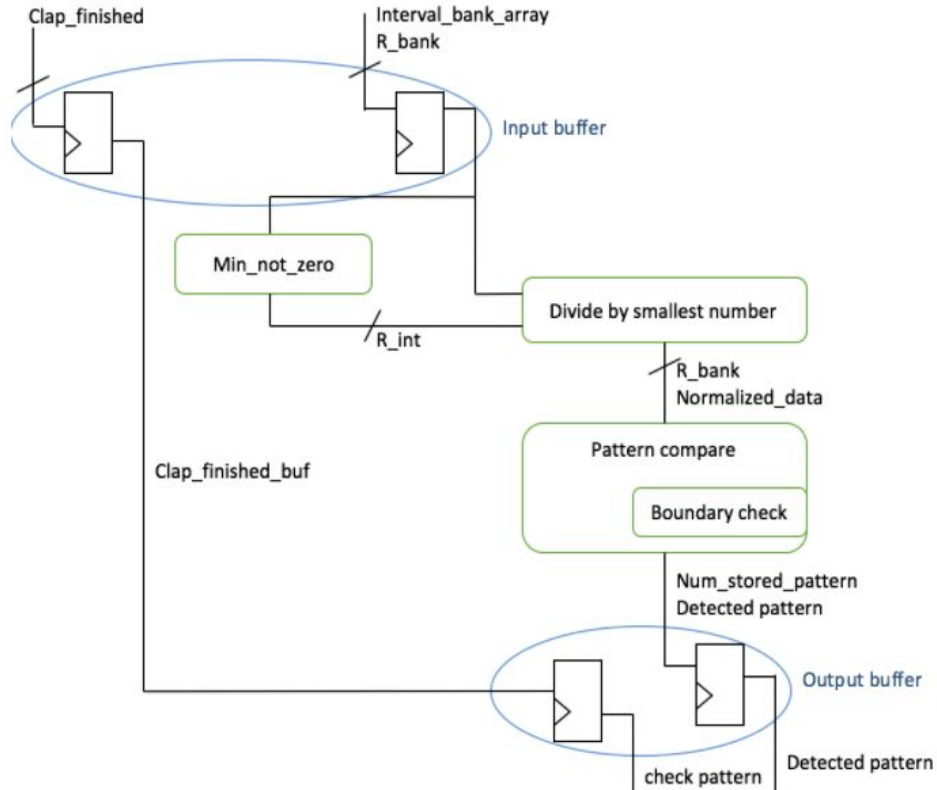 Clap_finished
Interval_bank_array
R_bank
Input buffer
Min_not_zero
Divide by smallest number
R_int
R_bank
Normalized_data
Pattern compare
Clap_finished_buf
Boundary check
Num_stored_pattern
Detected pattern
Output buffer
check pattern
Detected pattern